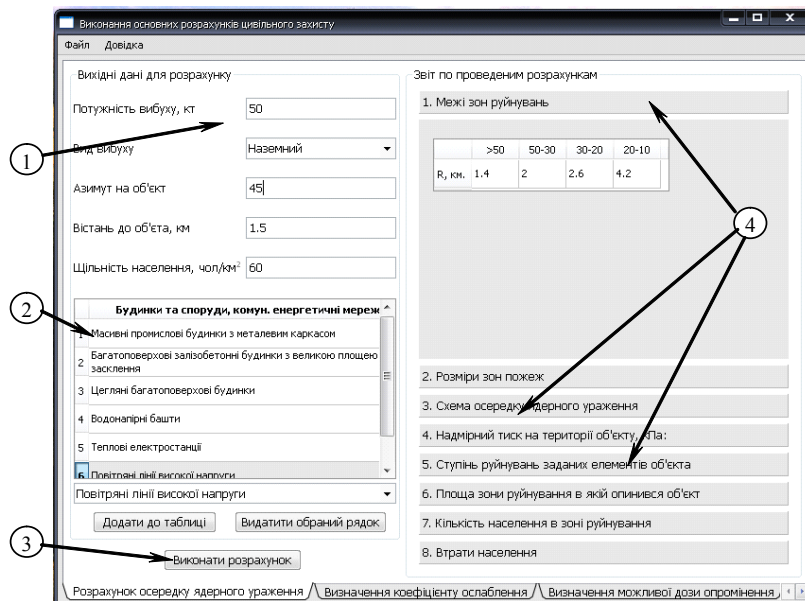 Виконання основних розрахунків цивільного захисту
Файл Довідка
Вихідні дані для розрахунку
Потужність вибуху, кт 50
Вид вибуху Наземний
Азимут на об'єкт 45
Вістань до об'єта, км 1.5
Щільність населення, чол/км² 60
Будинки та споруди, комун. енергетичні мереж
1 Масивні промислові будинки з металевим каркасом
2 Багатоповерхові залізобетонні будинки з великою площею
засклення
3 Цегляні багатоповерхові будинки
4 Водонапірні башти
5 Теплові електростанції
6 Повітряні лінії високої напруги
Повітряні лінії високої напруги
Додати до таблиці Видатити обраний рядок
Виконати розрахунок
Звіт по проведеним розрахункам
1. Межі зон руйнувань
>50 50-30 30-20 20-10
R, км. 1.4 2 2.6 4.2
2. Розміри зон пожеж
3. Схема осередку ядерного ураження
4. Надмірний тиск на території об'єкту, кПа:
5. Ступінь руйнувань заданих елементів об'єкта
6. Площа зони руйнування в якій опинився об'єкт
7. Кількість населення в зоні руйнування
8. Втрати населення
Розрахунок осередку ядерного ураження Визначення коефіцієнту ослаблення Визначення можливої дози опромінення
1
2
3
4